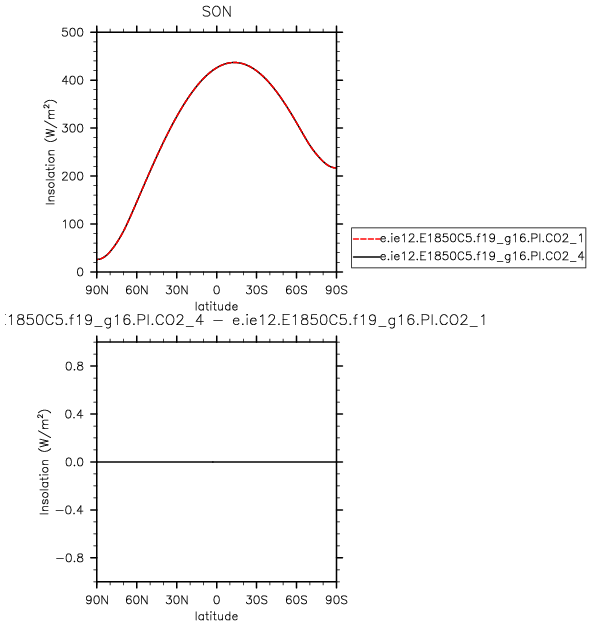 SON
500
400
300
200
100
0
Insolation (W/m²)
90N 60N 30N 0 30S 60S 90S
latitude
e.ie12.E1850C5.f19_g16.PI.CO2_1
e.ie12.E1850C5.f19_g16.PI.CO2_4
.1850C5.f19_g16.PI.CO2_4 − e.ie12.E1850C5.f19_g16.PI.CO2_1
0.8
0.4
0.0
−0.4
−0.8
Insolation (W/m²)
90N 60N 30N 0 30S 60S 90S
latitude